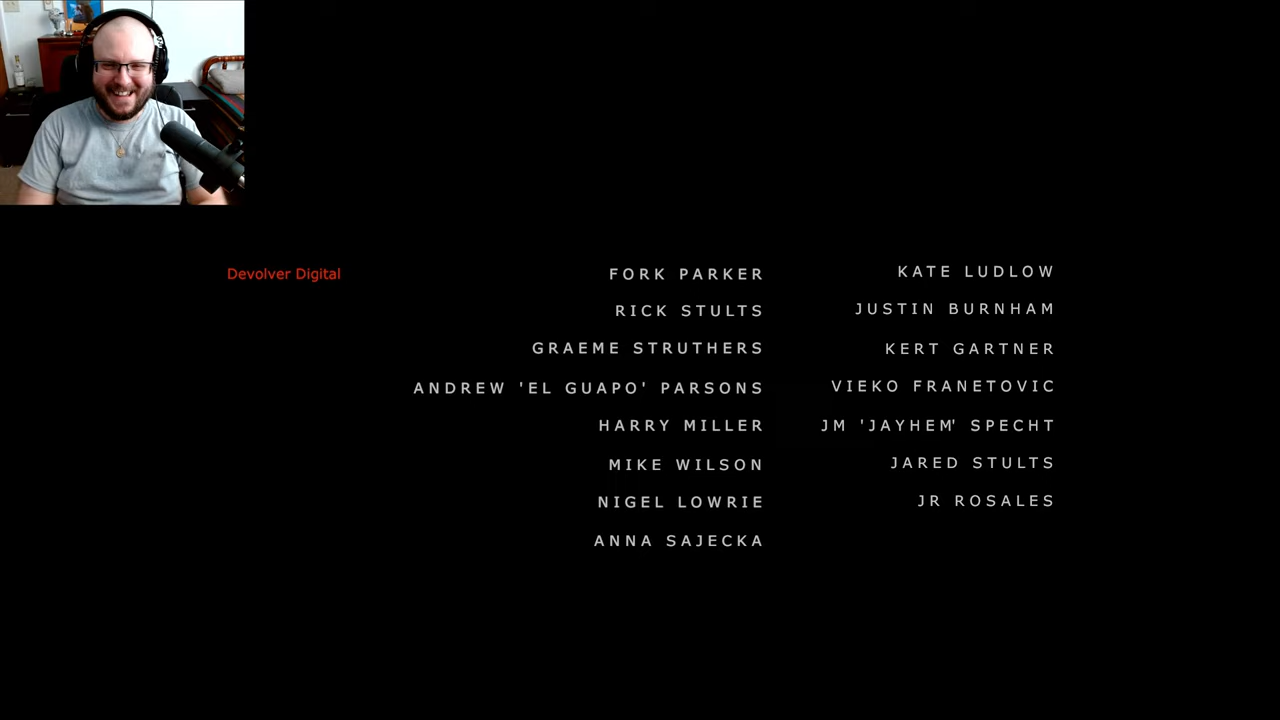 Devolver Digital
FORK PARKER
RICK STULTS
GRAEME STRUTHERS
ANDREW 'EL GUAPO' PARSONS
HARRY MILLER
MIKE WILSON
NIGEL LOWRIE
ANNA SAJECKA
KATE LUDLOW
JUSTIN BURNHAM
KERT GARTNER
VIEKO FRANETOVIC
JM 'JAYHEM' SPECHT
JARED STULTS
JR ROSALES